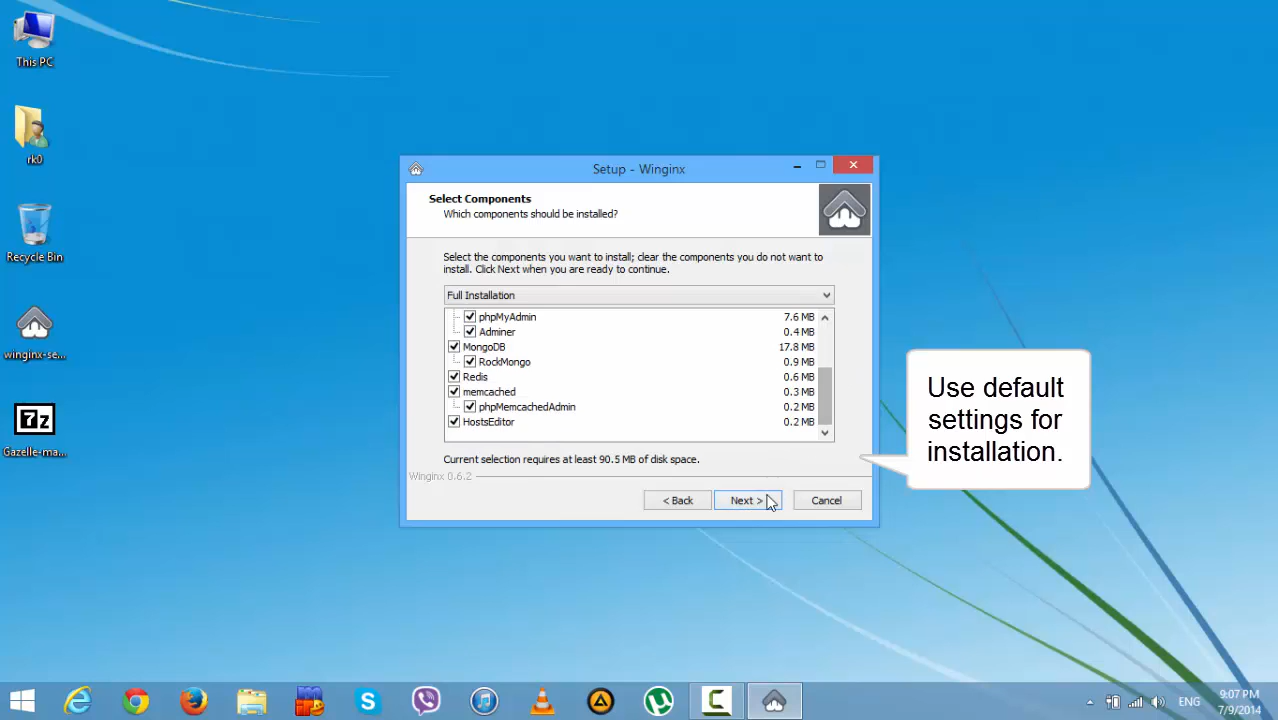 This PC
rk0
Recycle Bin
winginx-se...
7z
Gazelle-ma...
Setup - Winginx
Select Components
Which components should be installed?
Select the components you want to install; clear the components you do not want to
install. Click Next when you are ready to continue.
Full Installation
phpMyAdmin 7.6 MB
Adminer 0.4 MB
MongoDB 17.8 MB
RockMongo 0.9 MB
Redis 0.6 MB
memcached 0.3 MB
phpMemcachedAdmin 0.2 MB
HostsEditor 0.2 MB
Current selection requires at least 90.5 MB of disk space.
Winginx 0.6.2
< Back Next > Cancel
Use default
settings for
installation.
ENG
9:07 PM
7/9/2014